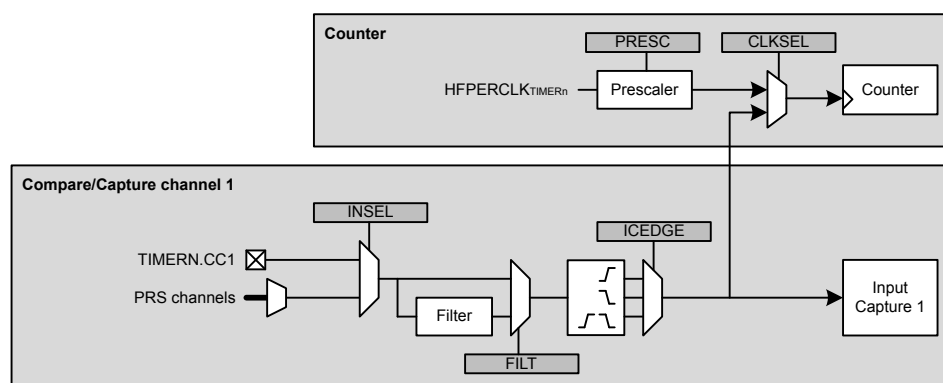 Counter
PRESC
CLKSEL
HFPERCLKTIMERn
Prescaler
Counter
Compare/Capture channel 1
INSEL
ICEDGE
TIMERN.CC1
PRS channels
Filter
Input
Capture 1
FILT